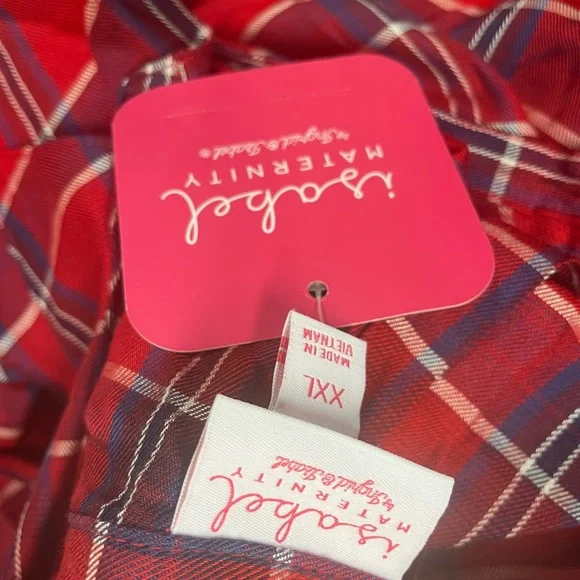 isabel
MATERNITY
by Ingrid & Isabel®
XXL
MADE IN
VIETNAM
isabel
MATERNITY
by Ingrid & Isabel